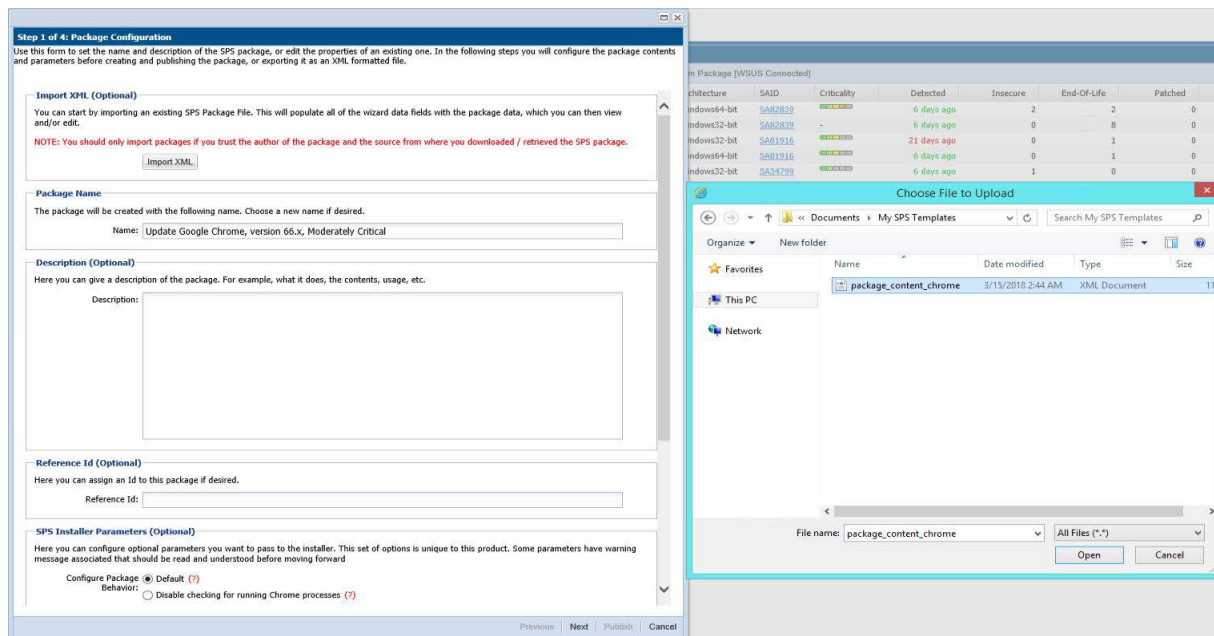 Step 1 of 4: Package Configuration
Use this form to set the name and description of the SPS package, or edit the properties of an existing one. In the following steps you will configure the package contents
and parameters before creating and publishing the package, or exporting it as an XML formatted file.
Import XML (Optional)
You can start by importing an existing SPS Package File. This will populate all of the wizard data fields with the package data, which you can then view
and/or edit.
NOTE: You should only import packages if you trust the author of the package and the source from where you downloaded / retrieved the SPS package.
Import XML
Package Name
The package will be created with the following name. Choose a new name if desired.
Name: Update Google Chrome, version 66.x, Moderately Critical
Description (Optional)
Here you can give a description of the package. For example, what it does, the contents, usage, etc.
Description:
Reference Id (Optional)
Here you can assign an Id to this package if desired.
Reference Id:
SPS Installer Parameters (Optional)
Here you can configure optional parameters you want to pass to the installer. This set of options is unique to this product. Some parameters have warning
message associated that should be read and understood before moving forward
Configure Package Behavior: Default (?)
Disable checking for running Chrome processes (?)
Previous Next Publish Cancel
m Package [WSUS Connected]
chitecture SAID Criticality Detected Insecure End-Of-Life Patched
ndows64-bit SA82839 6 days ago 2 2 0
ndows32-bit SA82839 - 6 days ago 0 8 0
ndows32-bit SA81916 21 days ago 0 1 0
ndows64-bit SA81916 6 days ago 0 1 0
ndows32-bit SA34799 6 days ago 1 0 0
Choose File to Upload
« Documents My SPS Templates Search My SPS Templates
Organize New folder
Favorites
This PC
Network
Name Date modified Type Size
package_content_chrome 3/15/2018 2:44 AM XML Document 11
File name: package_content_chrome All Files (*.*)
Open Cancel